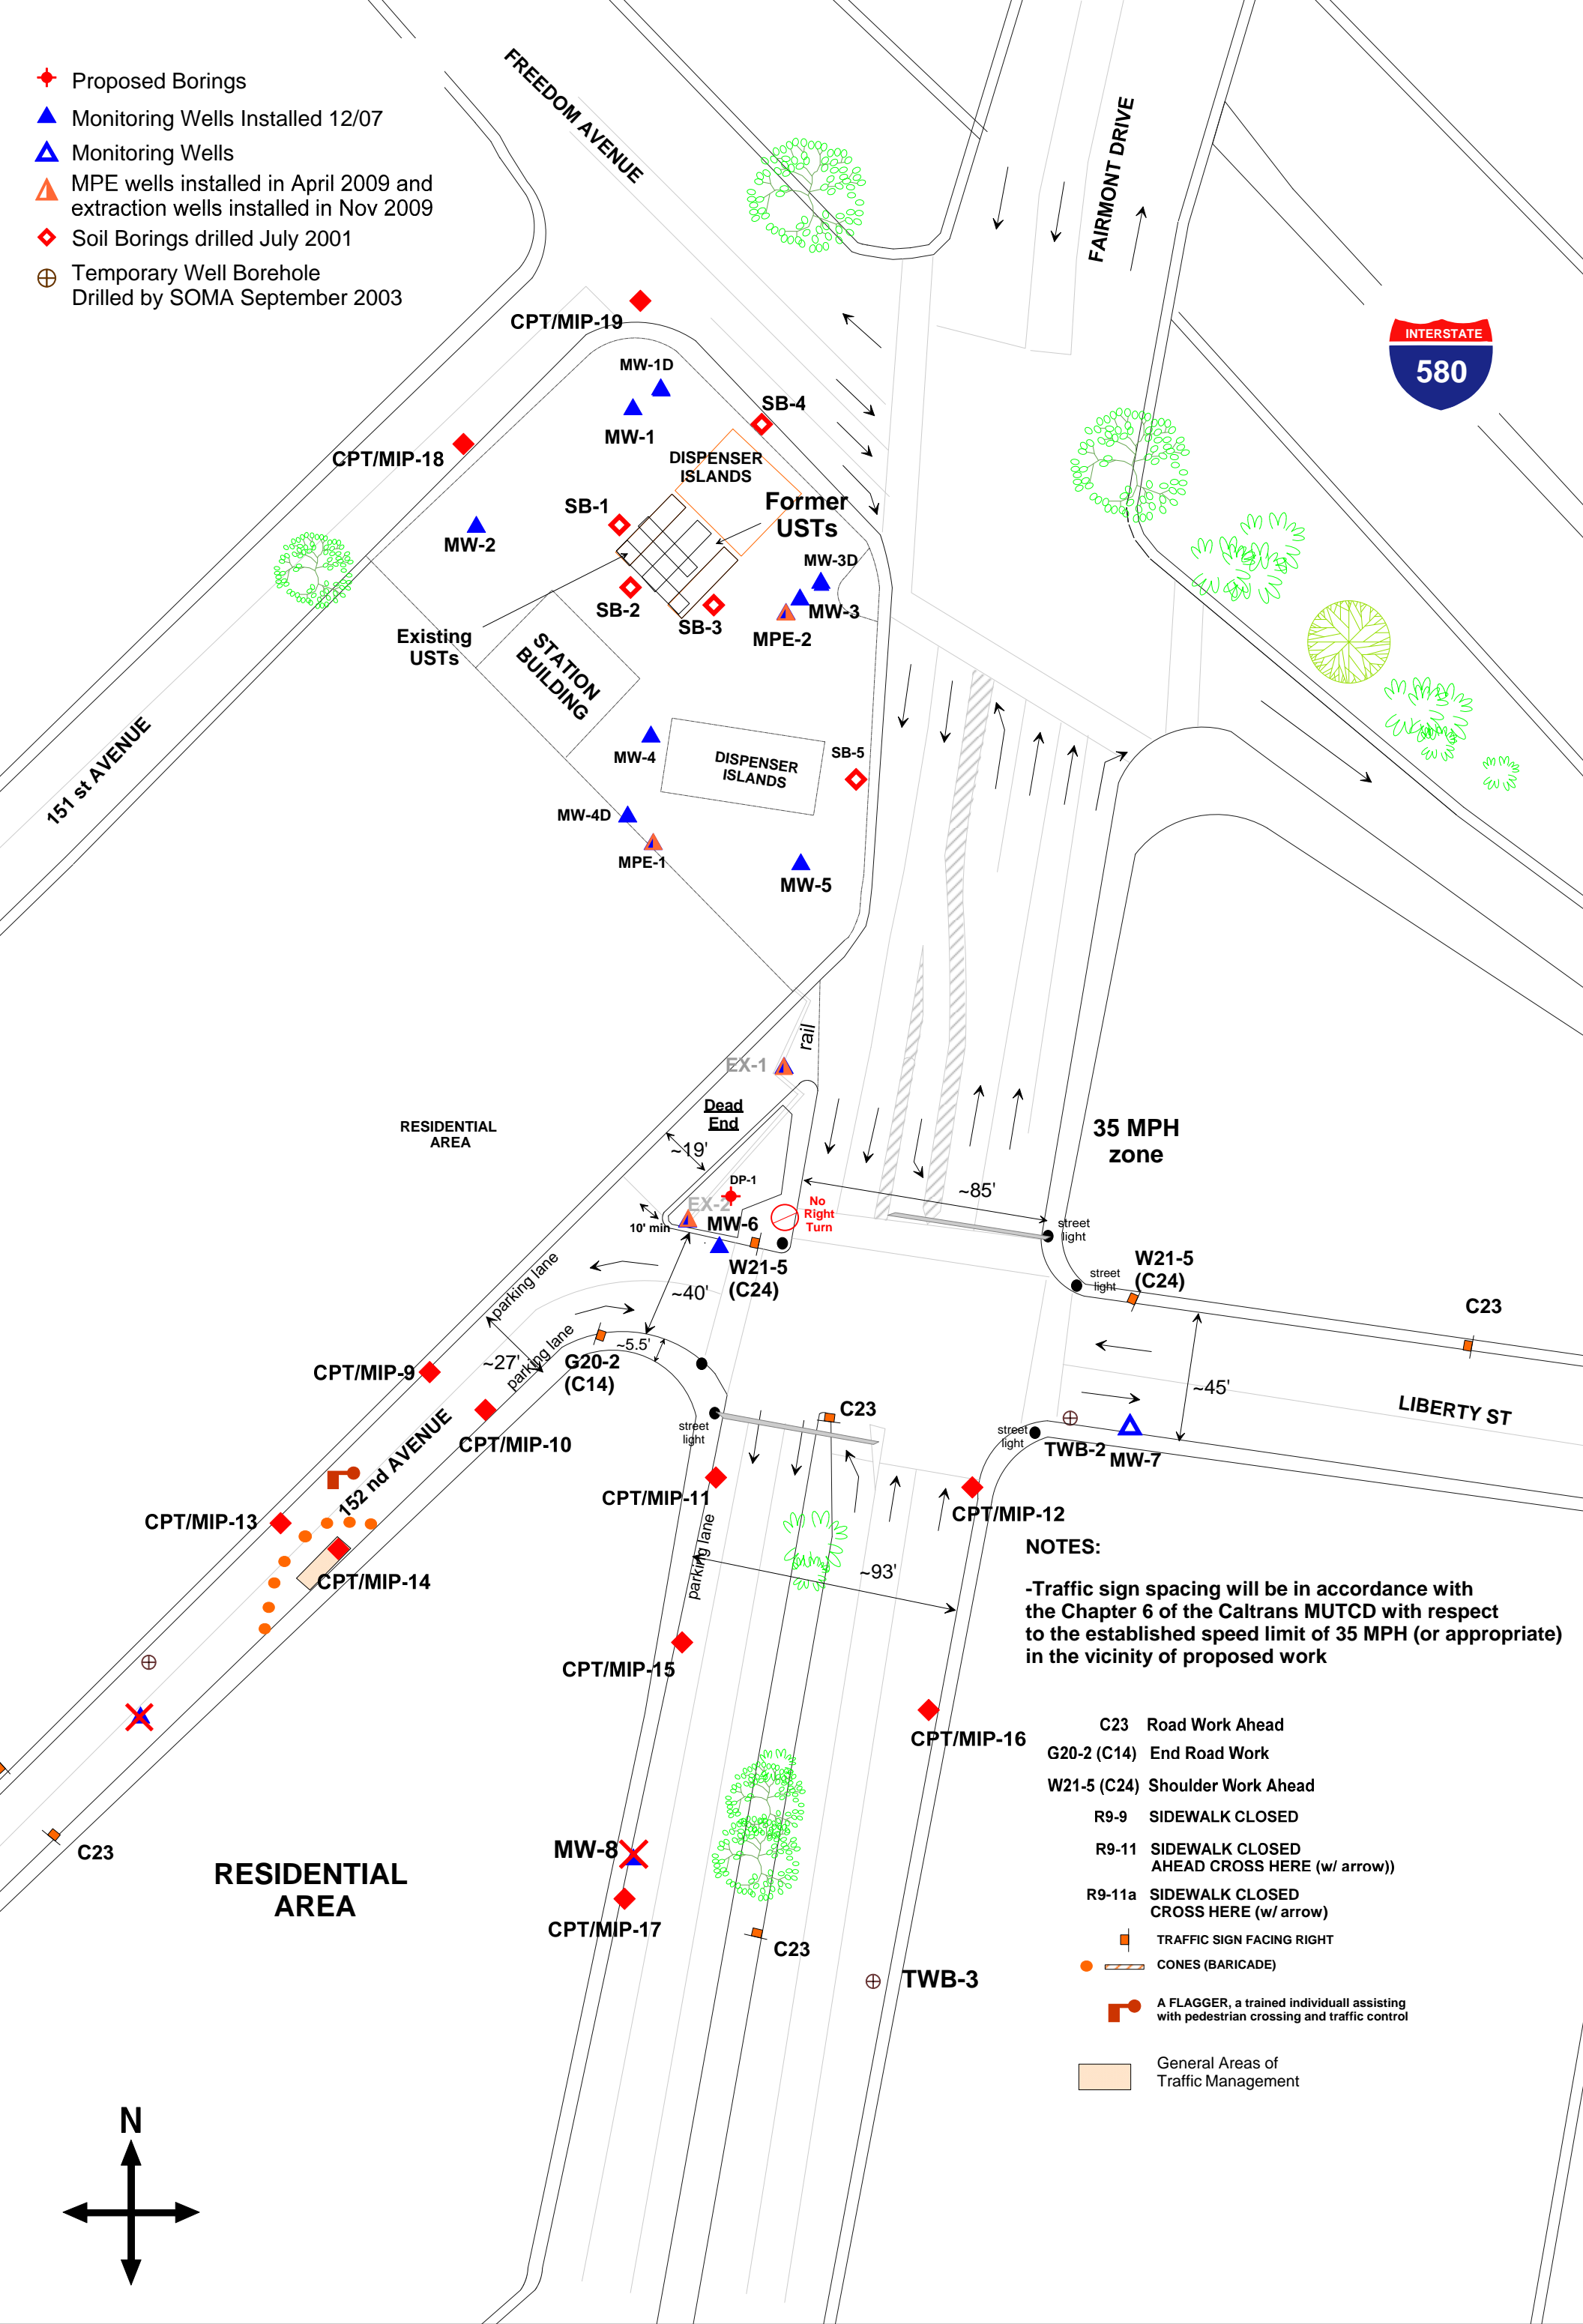 Proposed Borings
Monitoring Wells Installed 12/07
Monitoring Wells
MPE wells installed in April 2009 and
extraction wells installed in Nov 2009
Soil Borings drilled July 2001
Temporary Well Borehole
Drilled by SOMA September 2003
FREEDOM AVENUE
FAIRMONT DRIVE
INTERSTATE
580
CPT/MIP-19
MW-1D
MW-1
SB-4
CPT/MIP-18
DISPENSER
ISLANDS
Former
USTs
SB-1
MW-2
MW-3D
SB-2
MW-3
SB-3
MPE-2
Existing
USTs
STATION
BUILDING
151 st AVENUE
MW-4
DISPENSER
ISLANDS
SB-5
MW-4D
MPE-1
MW-5
rail
EX-1
Dead
End
RESIDENTIAL
AREA
35 MPH
zone
~19'
DP-1
~85'
EX-2
No
Right
Turn
10' min
MW-6
street
light
W21-5
(C24)
W21-5
(C24)
street
light
parking lane
~40'
C23
~5.5'
parking lane
~27'
G20-2
(C14)
CPT/MIP-9
~45'
LIBERTY ST
C23
street
light
street
light
TWB-2
MW-7
CPT/MIP-10
152 nd AVENUE
CPT/MIP-11
CPT/MIP-12
CPT/MIP-13
parking lane
CPT/MIP-14
~93'
NOTES:
-Traffic sign spacing will be in accordance with
the Chapter 6 of the Caltrans MUTCD with respect
to the established speed limit of 35 MPH (or appropriate)
in the vicinity of proposed work
CPT/MIP-15
CPT/MIP-16
C23 Road Work Ahead
G20-2 (C14) End Road Work
W21-5 (C24) Shoulder Work Ahead
R9-9 SIDEWALK CLOSED
R9-11 SIDEWALK CLOSED
AHEAD CROSS HERE (w/ arrow))
R9-11a SIDEWALK CLOSED
CROSS HERE (w/ arrow)
TRAFFIC SIGN FACING RIGHT
CONES (BARICADE)
A FLAGGER, a trained individuall assisting
with pedestrian crossing and traffic control
General Areas of
Traffic Management
C23
RESIDENTIAL
AREA
MW-8
CPT/MIP-17
C23
TWB-3
N